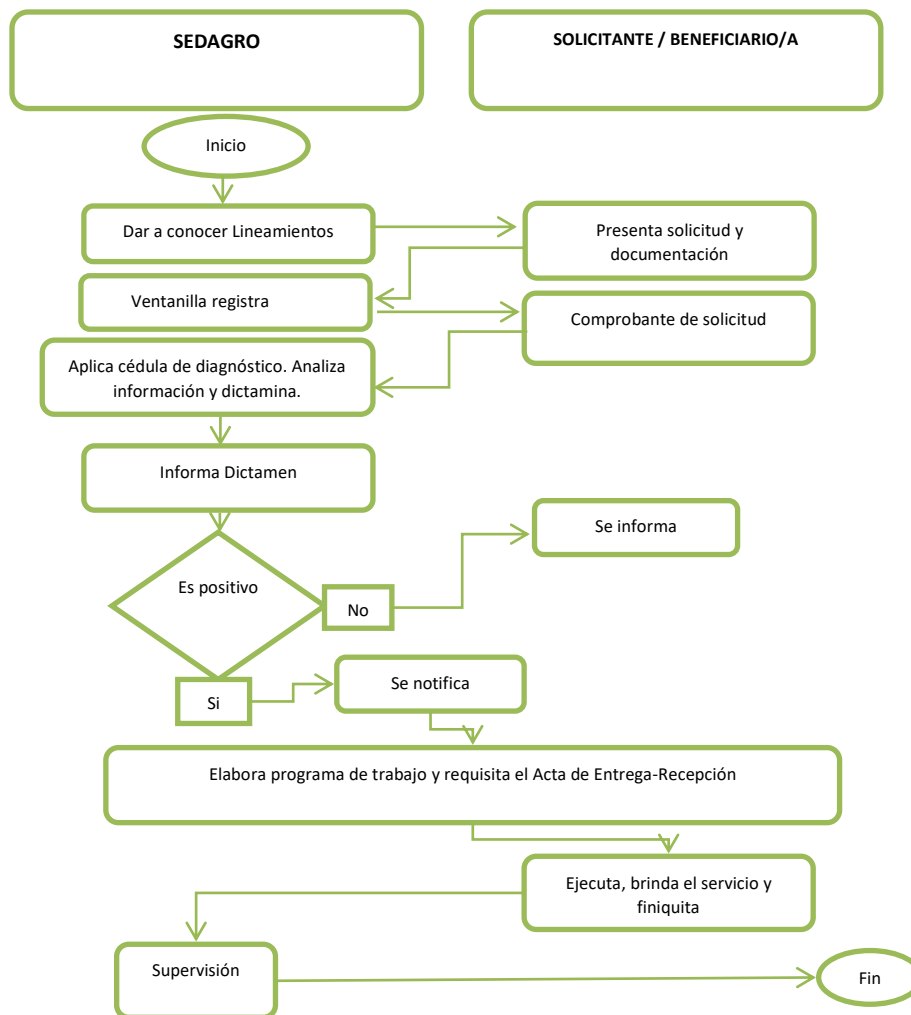 SEDAGRO
SOLICITANTE / BENEFICIARIO/A
Inicio
Dar a conocer Lineamientos
Presenta solicitud y
documentación
Ventanilla registra
Comprobante de solicitud
Aplica cédula de diagnóstico. Analiza
información y dictamina.
Informa Dictamen
Se informa
Es positivo
No
Si
Se notifica
Elabora programa de trabajo y requisita el Acta de Entrega-Recepción
Ejecuta, brinda el servicio y
finiquita
Supervisión
Fin